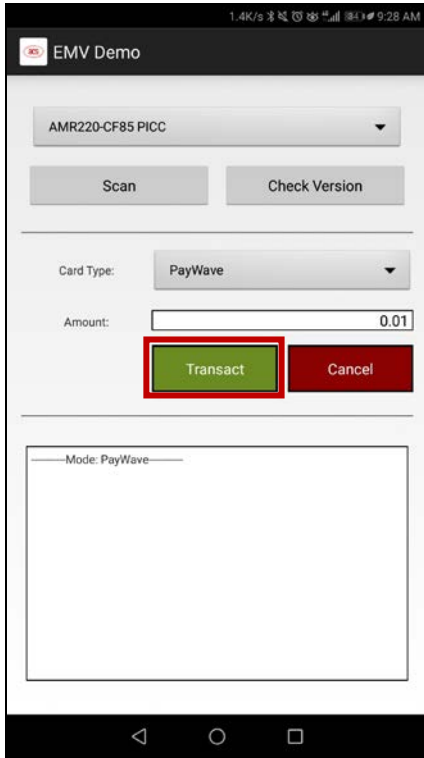 1.4K/s 9:28 AM
acs EMV Demo
AMR220-CF85 PICC
Scan Check Version
Card Type: PayWave
Amount: 0.01
Transact Cancel
--------Mode: PayWave--------